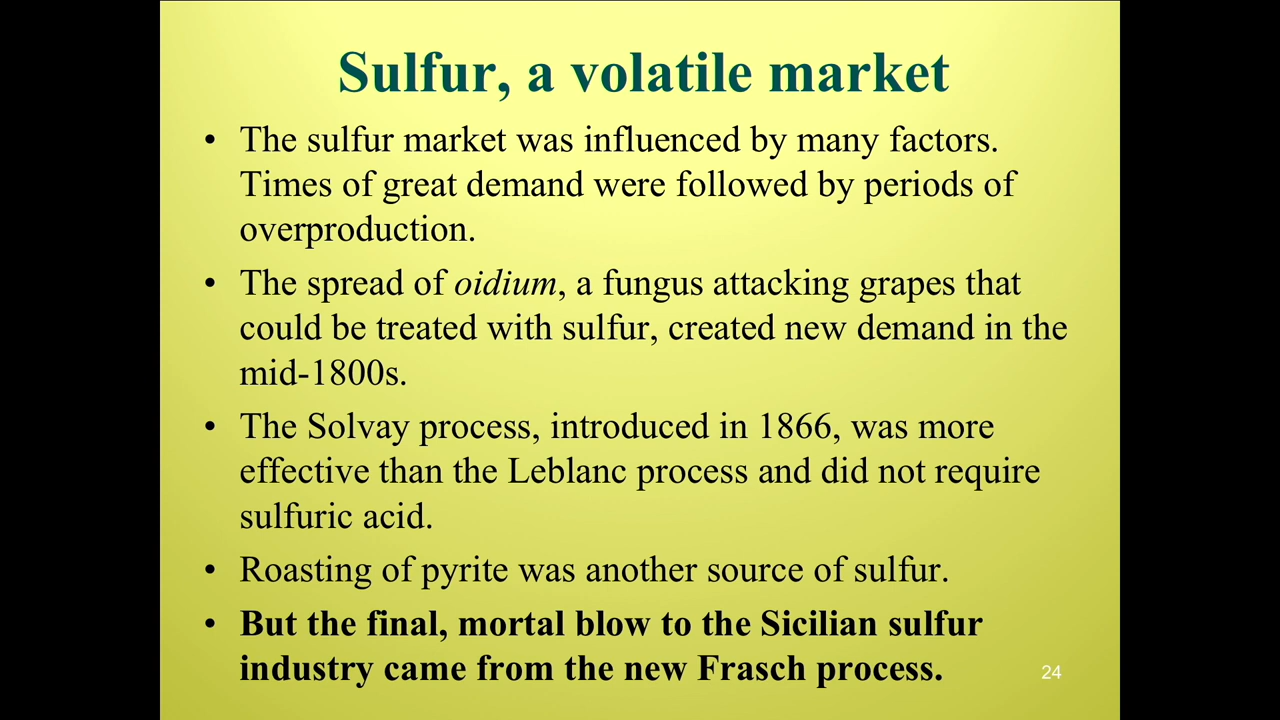 Sulfur, a volatile market
• The sulfur market was influenced by many factors.
Times of great demand were followed by periods of
overproduction.
• The spread of oidium, a fungus attacking grapes that
could be treated with sulfur, created new demand in the
mid-1800s.
• The Solvay process, introduced in 1866, was more
effective than the Leblanc process and did not require
sulfuric acid.
• Roasting of pyrite was another source of sulfur.
• But the final, mortal blow to the Sicilian sulfur
industry came from the new Frasch process.
24